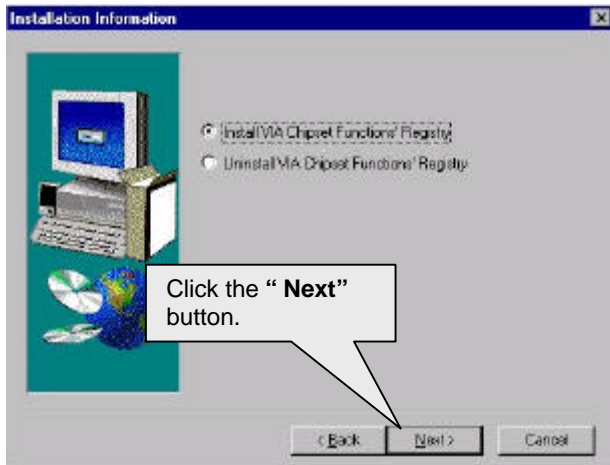 Installation Information
Install VIA Chipset Functions' Registry
Uninstall VIA Chipset Functions' Registry
Click the “ Next”
button.
< Back
Next >
Cancel